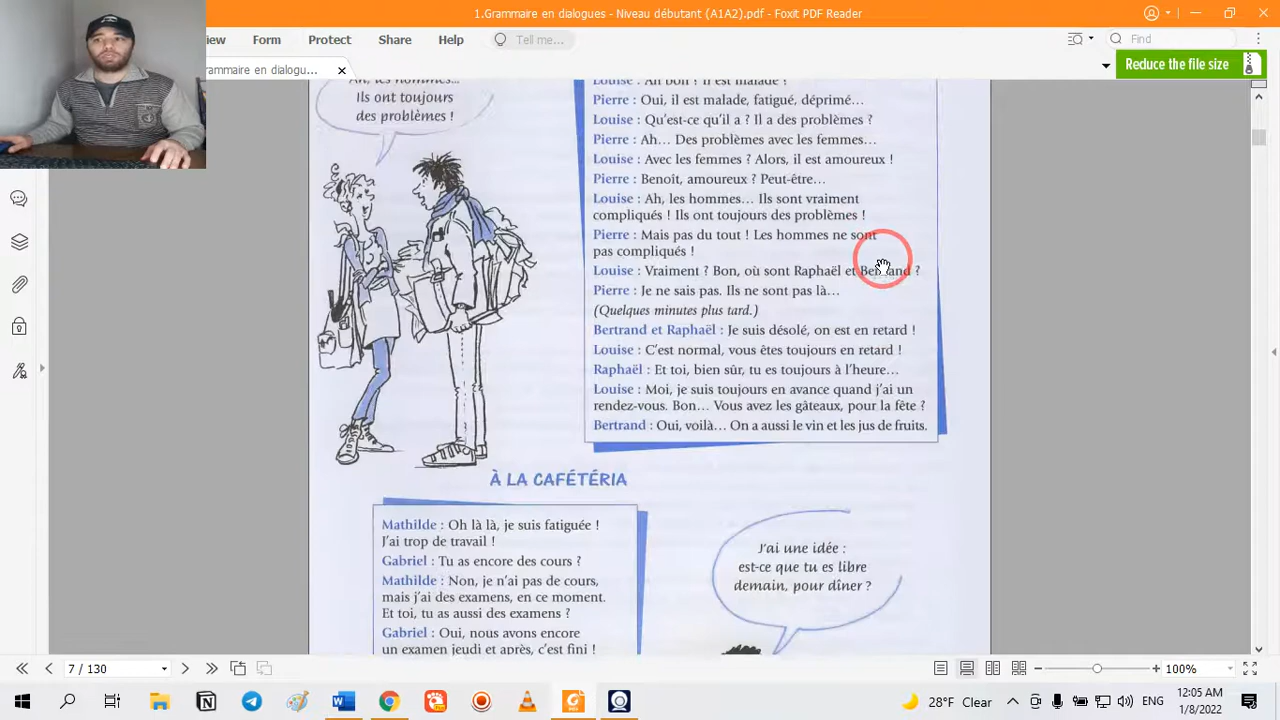 1.Grammaire en dialogues - Niveau débutant (A1A2).pdf - Foxit PDF Reader
iew Form Protect Share Help Tell me... Find
rammaire en dialogu... Reduce the file size
Ah, les hommes...
Ils ont toujours
des problèmes !
Louise : Ah bon ? Il est malade ?
Pierre : Oui, il est malade, fatigué, déprimé…
Louise : Qu'est-ce qu'il a ? Il a des problèmes ?
Pierre : Ah… Des problèmes avec les femmes…
Louise : Avec les femmes ? Alors, il est amoureux !
Pierre : Benoît, amoureux ? Peut-être…
Louise : Ah, les hommes… Ils sont vraiment
compliqués ! Ils ont toujours des problèmes !
Pierre : Mais pas du tout ! Les hommes ne sont
pas compliqués !
Louise : Vraiment ? Bon, où sont Raphaël et Bertrand ?
Pierre : Je ne sais pas. Ils ne sont pas là…
(Quelques minutes plus tard.)
Bertrand et Raphaël : Je suis désolé, on est en retard !
Louise : C'est normal, vous êtes toujours en retard !
Raphaël : Et toi, bien sûr, tu es toujours à l'heure…
Louise : Moi, je suis toujours en avance quand j'ai un
rendez-vous. Bon… Vous avez les gâteaux, pour la fête ?
Bertrand : Oui, voilà… On a aussi le vin et les jus de fruits.
À LA CAFÉTÉRIA
Mathilde : Oh là là, je suis fatiguée !
J'ai trop de travail !
Gabriel : Tu as encore des cours ?
Mathilde : Non, je n'ai pas de cours,
mais j'ai des examens, en ce moment.
Et toi, tu as aussi des examens ?
Gabriel : Oui, nous avons encore
un examen jeudi et après, c'est fini !
J'ai une idée :
est-ce que tu es libre
demain, pour dîner ?
7 / 130 100%
28°F Clear ENG 12:05 AM
1/8/2022